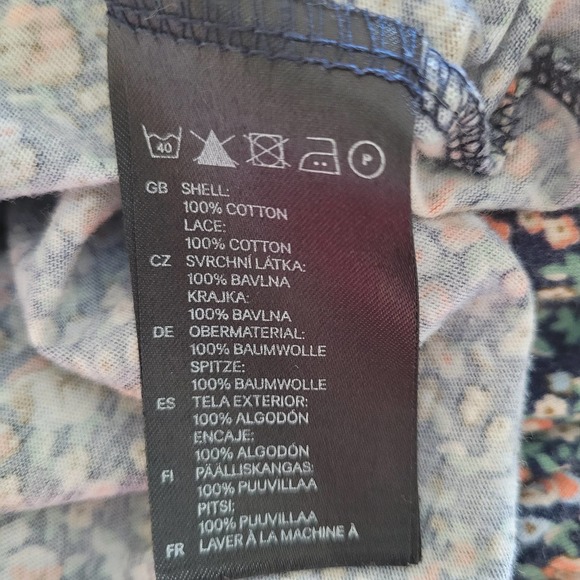 40 P
GB SHELL:
100% COTTON
LACE:
100% COTTON
CZ SVRCHNÍ LÁTKA:
100% BAVLNA
KRAJKA:
100% BAVLNA
DE OBERMATERIAL:
100% BAUMWOLLE
SPITZE:
100% BAUMWOLLE
ES TELA EXTERIOR:
100% ALGODÓN
ENCAJE:
100% ALGODÓN
FI PÄÄLLISKANGAS:
100% PUUVILLAA
PITSI:
100% PUUVILLAA
FR LAVER À LA MACHINE À